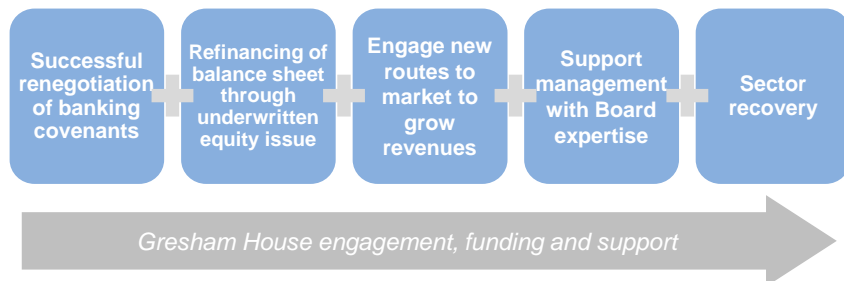 Successful
renegotiation
of banking
covenants
Refinancing of
balance sheet
through
underwritten
equity issue
Engage new
routes to
market to
grow
revenues
Support
management
with Board
expertise
Sector
recovery
Gresham House engagement, funding and support